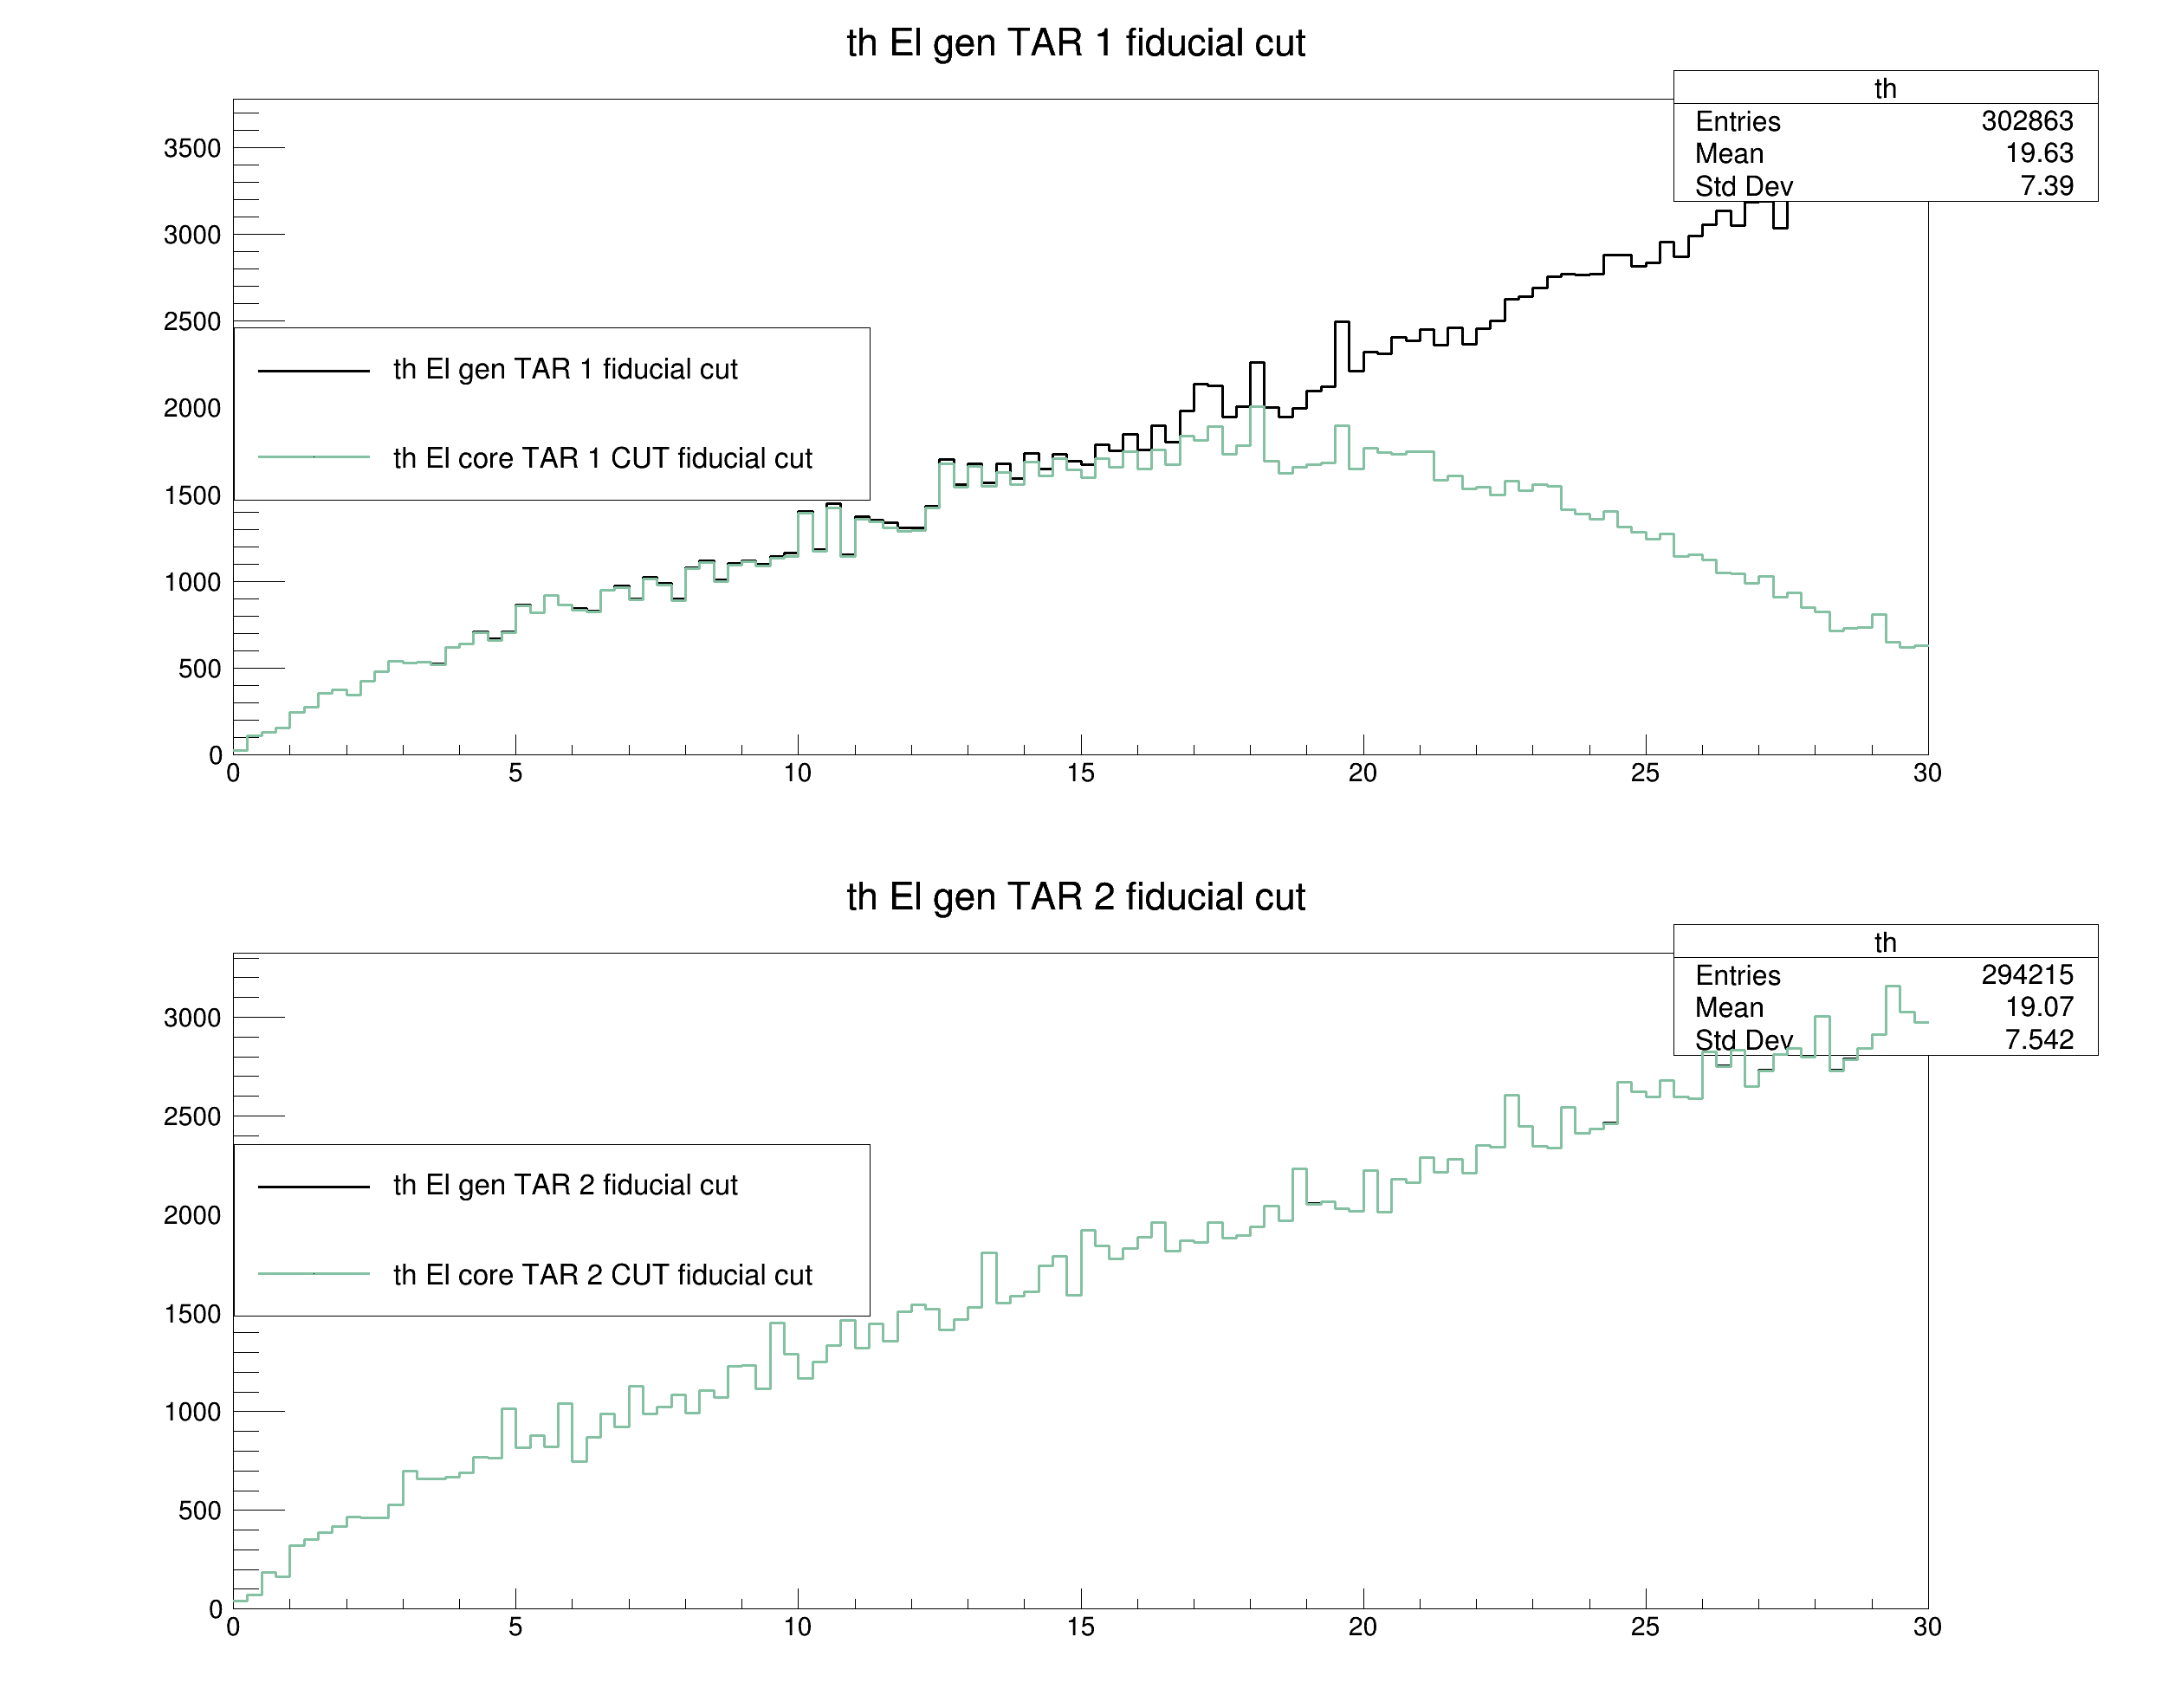 th El gen TAR 1 fiducial cut
th
Entries 302863
Mean 19.63
Std Dev 7.39
3500
3000
2500
2000
1500
1000
500
0
th El gen TAR 1 fiducial cut
th El core TAR 1 CUT fiducial cut
0 5 10 15 20 25 30
th El gen TAR 2 fiducial cut
th
Entries 294215
Mean 19.07
Std Dev 7.542
3000
2500
2000
1500
1000
500
0
th El gen TAR 2 fiducial cut
th El core TAR 2 CUT fiducial cut
0 5 10 15 20 25 30